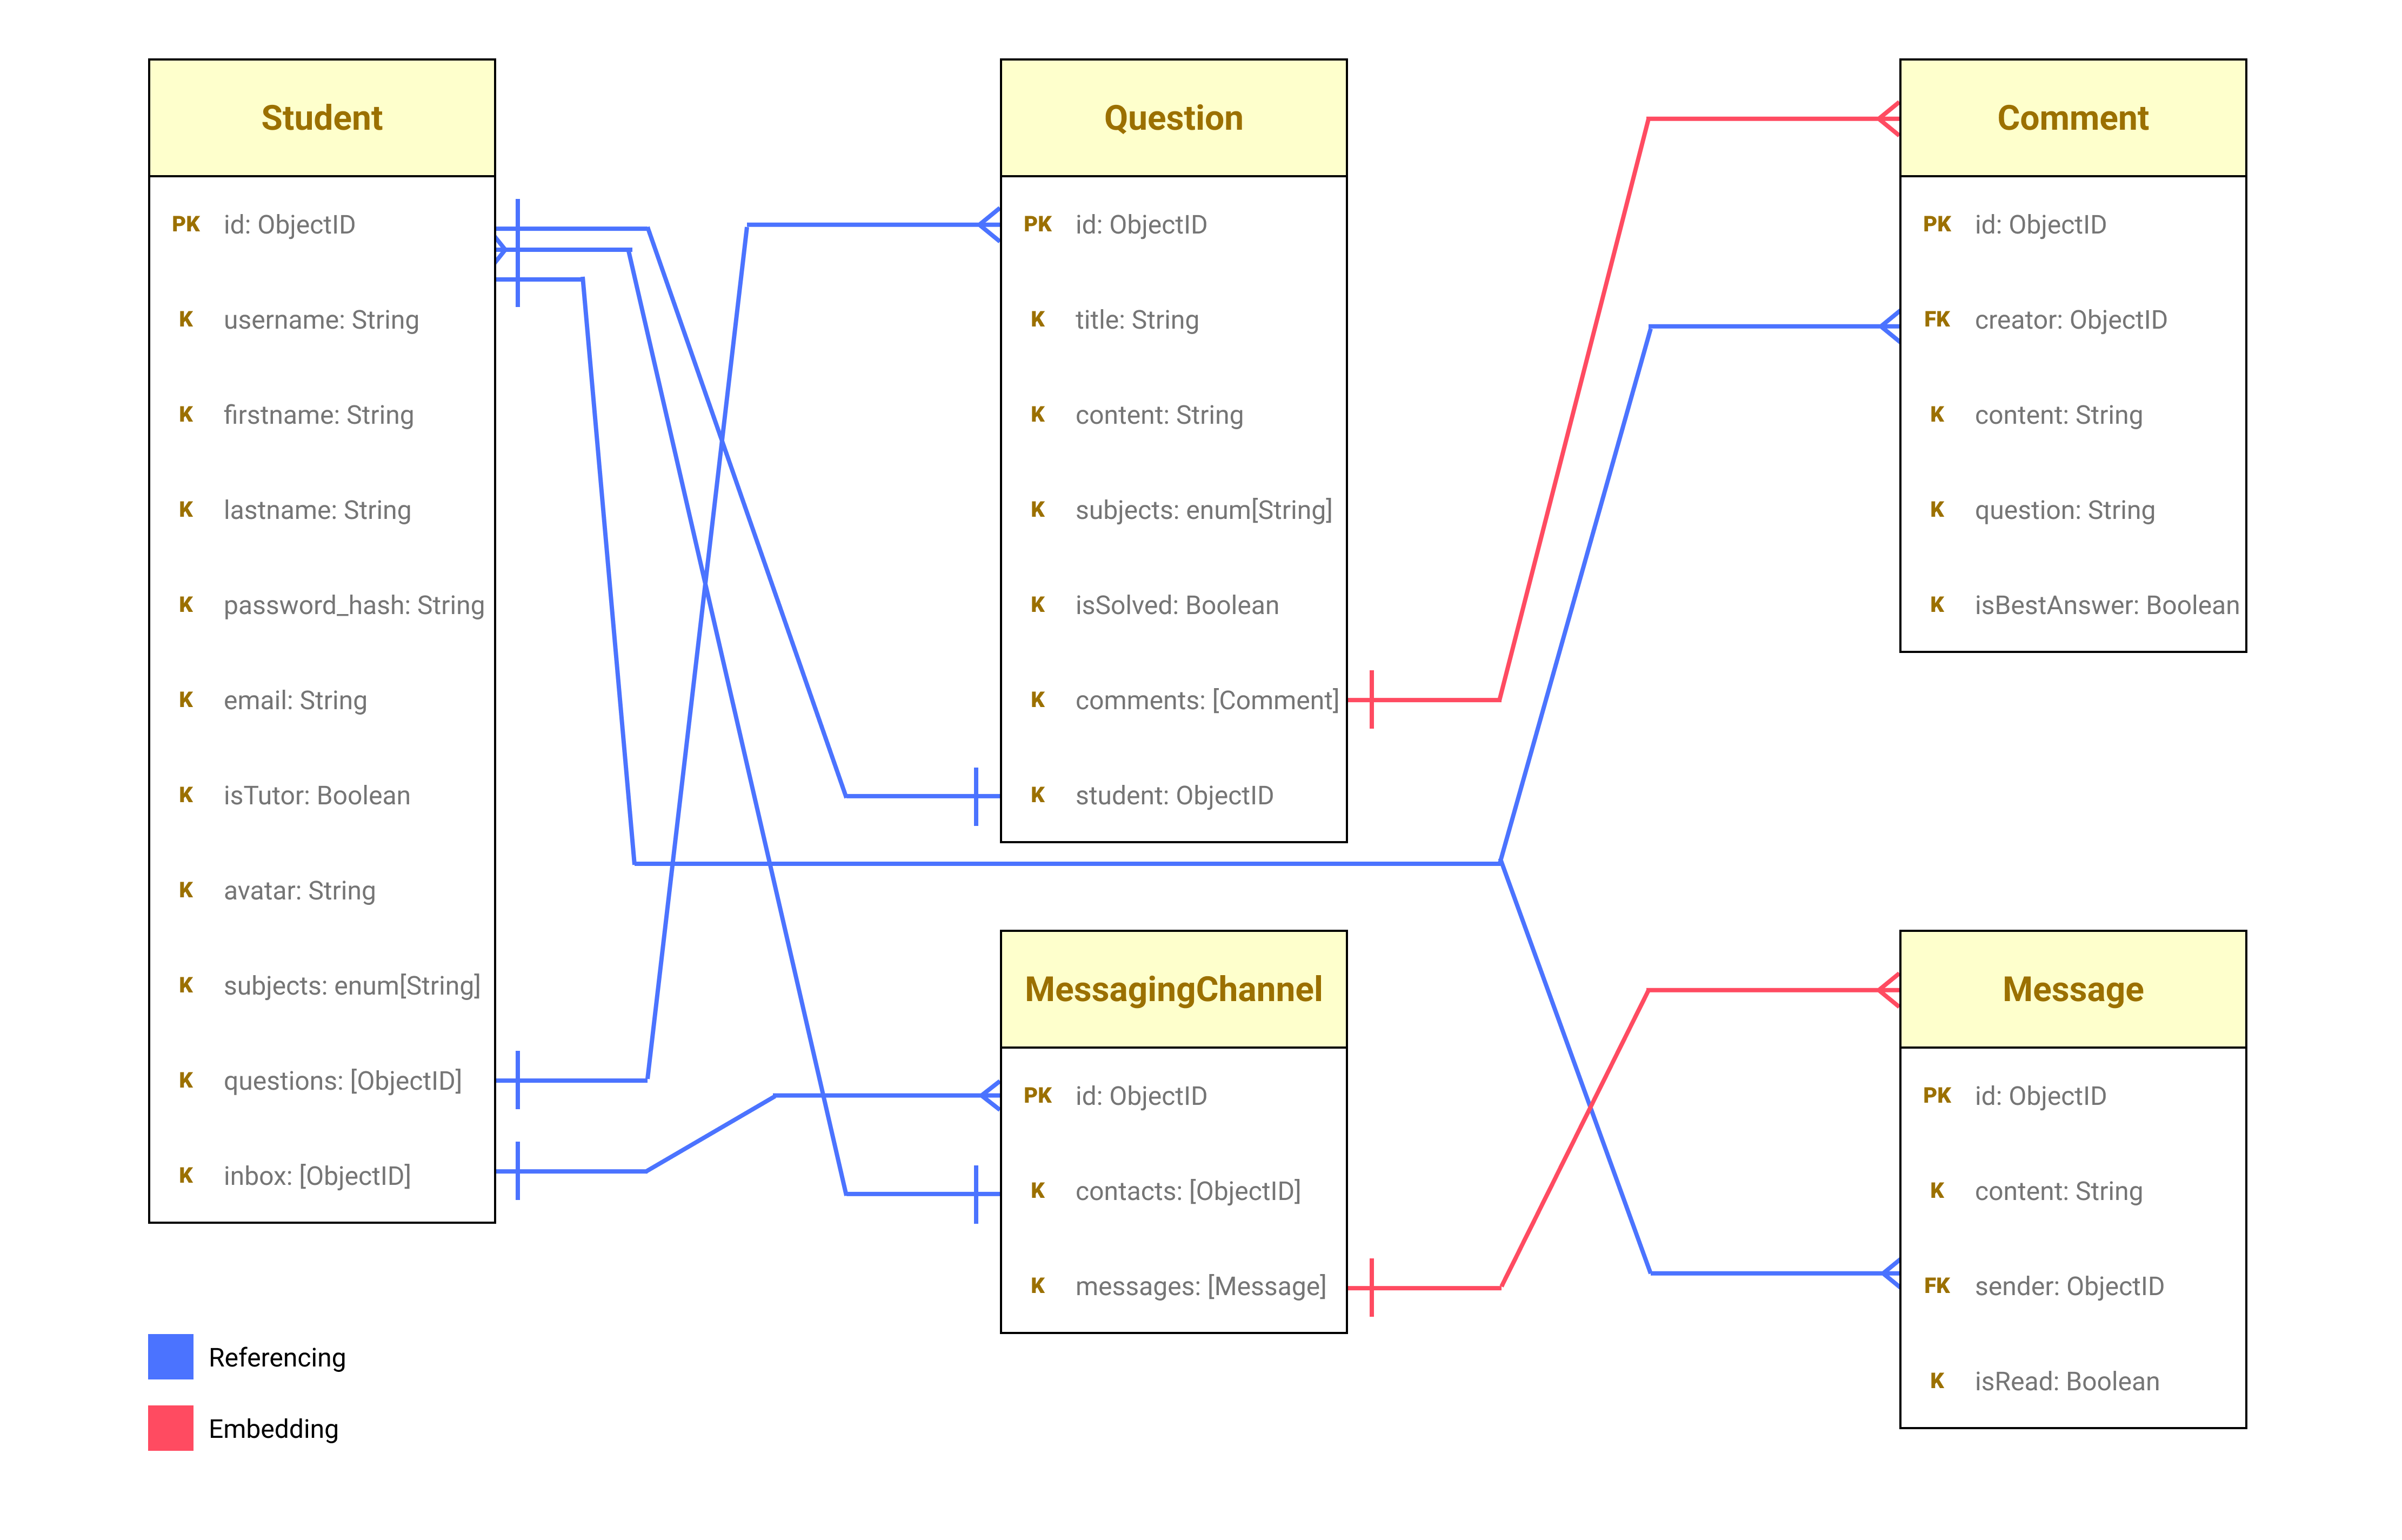 Student
PK id: ObjectID
K username: String
K firstname: String
K lastname: String
K password_hash: String
K email: String
K isTutor: Boolean
K avatar: String
K subjects: enum[String]
K questions: [ObjectID]
K inbox: [ObjectID]
Question
PK id: ObjectID
K title: String
K content: String
K subjects: enum[String]
K isSolved: Boolean
K comments: [Comment]
K student: ObjectID
Comment
PK id: ObjectID
FK creator: ObjectID
K content: String
K question: String
K isBestAnswer: Boolean
MessagingChannel
PK id: ObjectID
K contacts: [ObjectID]
K messages: [Message]
Message
PK id: ObjectID
K content: String
FK sender: ObjectID
K isRead: Boolean
Referencing
Embedding